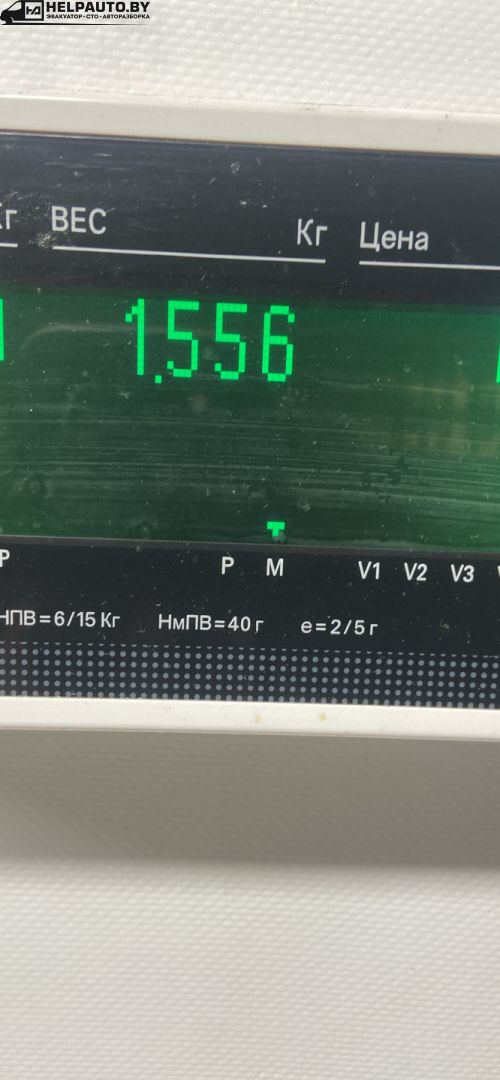 HELPAUTO.BY
ЭВАКУАТОР·СТО·АВТОРАЗБОРКА
Кг ВЕС Кг Цена
1.556
Р М V1 V2 V3
НПВ=6/15 Кг НмПВ=40 г е=2/5 г